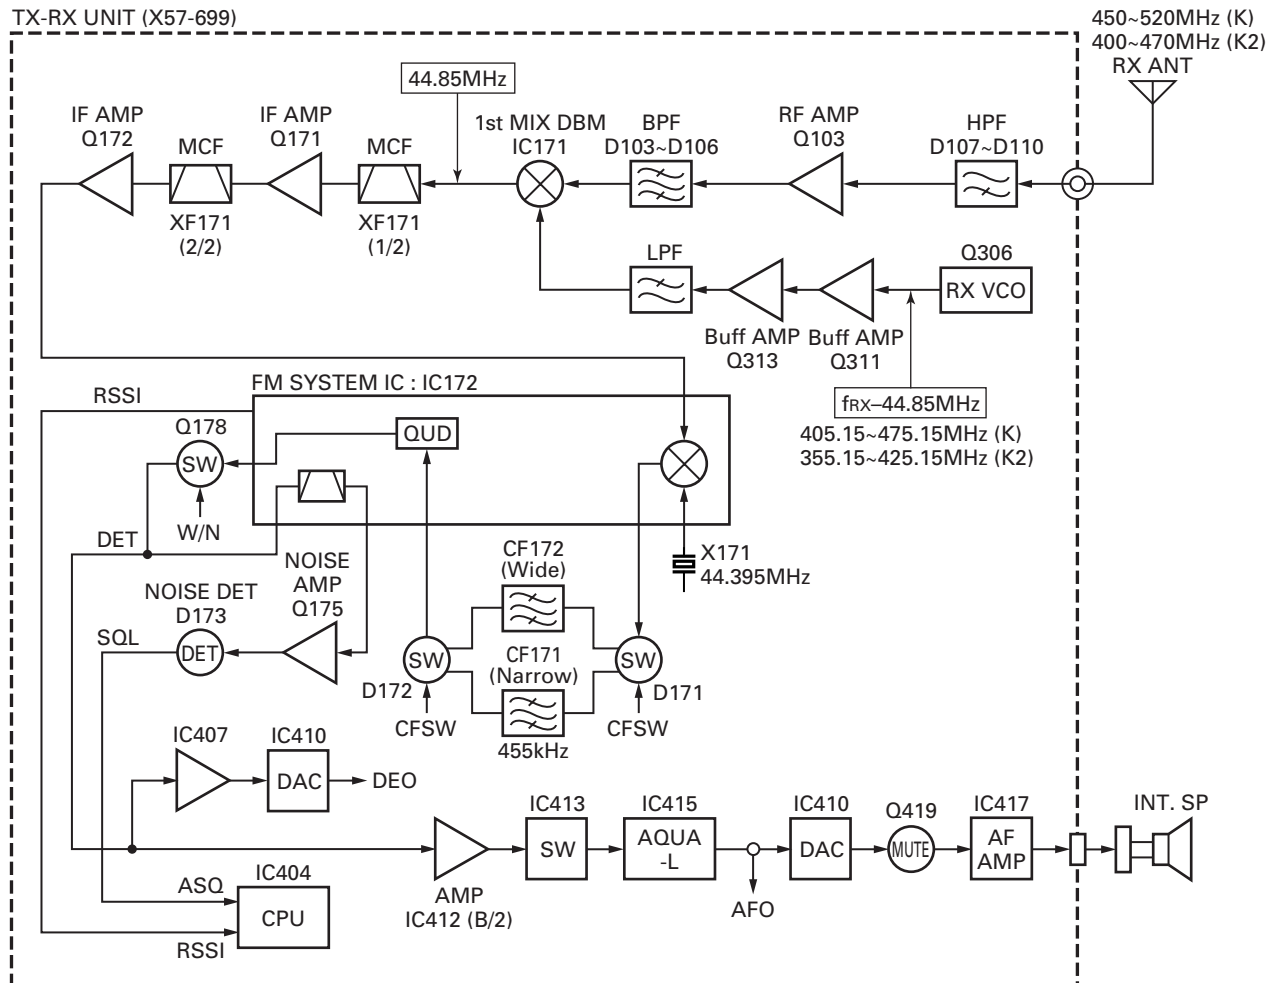 TX-RX UNIT (X57-699)
450~520MHz (K)
400~470MHz (K2)
RX ANT
44.85MHz
IF AMP
Q172
MCF
XF171
(2/2)
IF AMP
Q171
MCF
XF171
(1/2)
1st MIX DBM
IC171
BPF
D103~D106
RF AMP
Q103
HPF
D107~D110
LPF
Buff AMP
Q313
Buff AMP
Q311
Q306
RX VCO
fRX–44.85MHz
405.15~475.15MHz (K)
355.15~425.15MHz (K2)
RSSI
FM SYSTEM IC : IC172
Q178
SW
W/N
QUD
DET
X171
44.395MHz
NOISE
AMP
Q175
NOISE DET
D173
DET
SQL
CF172
(Wide)
CF171
(Narrow)
455kHz
SW
D172
CFSW
SW
D171
CFSW
IC407
IC410
DAC
DEO
AMP
IC412 (B/2)
IC413
SW
IC415
AQUA
-L
AFO
IC410
DAC
Q419
MUTE
IC417
AF
AMP
INT. SP
ASQ
IC404
CPU
RSSI